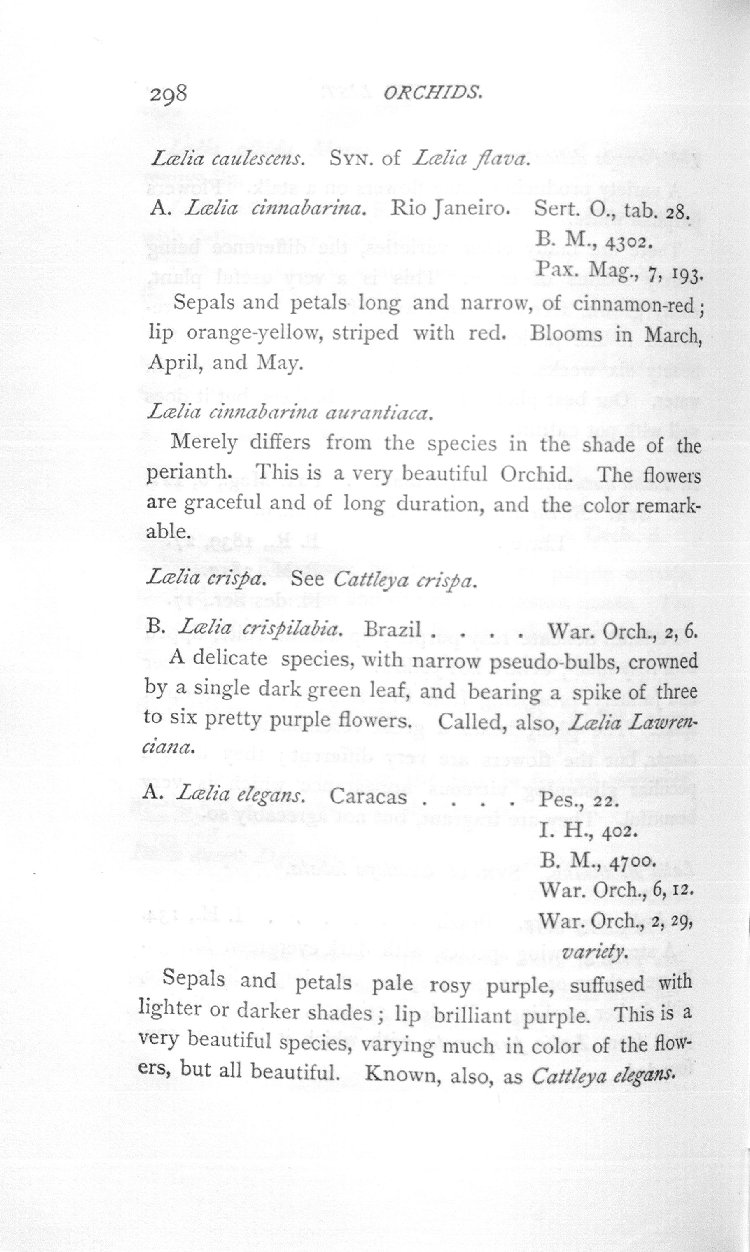 298 ORCHIDS.
Lælia caulescens. SYN. of Lælia flava.
A. Lælia cinnabarina. Rio Janeiro. Sert. O., tab. 28.
B. M., 4302.
Pax. Mag., 7, 193.
Sepals and petals long and narrow, of cinnamon-red;
lip orange-yellow, striped with red. Blooms in March,
April, and May.
Lælia cinnabarina aurantiaca.
Merely differs from the species in the shade of the
perianth. This is a very beautiful Orchid. The flowers
are graceful and of long duration, and the color remark-
able.
Lælia crispa. See Cattleya crispa.
B. Lælia crispilabia. Brazil . . . . War. Orch., 2, 6.
A delicate species, with narrow pseudo-bulbs, crowned
by a single dark green leaf, and bearing a spike of three
to six pretty purple flowers. Called, also, Lælia Lawren-
ciana.
A. Lælia elegans. Caracas . . . . Pes., 22.
I. H., 402.
B. M., 4700.
War. Orch., 6, 12.
War. Orch., 2, 29,
variety.
Sepals and petals pale rosy purple, suffused with
lighter or darker shades; lip brilliant purple. This is a
very beautiful species, varying much in color of the flow-
ers, but all beautiful. Known, also, as Cattleya elegans.